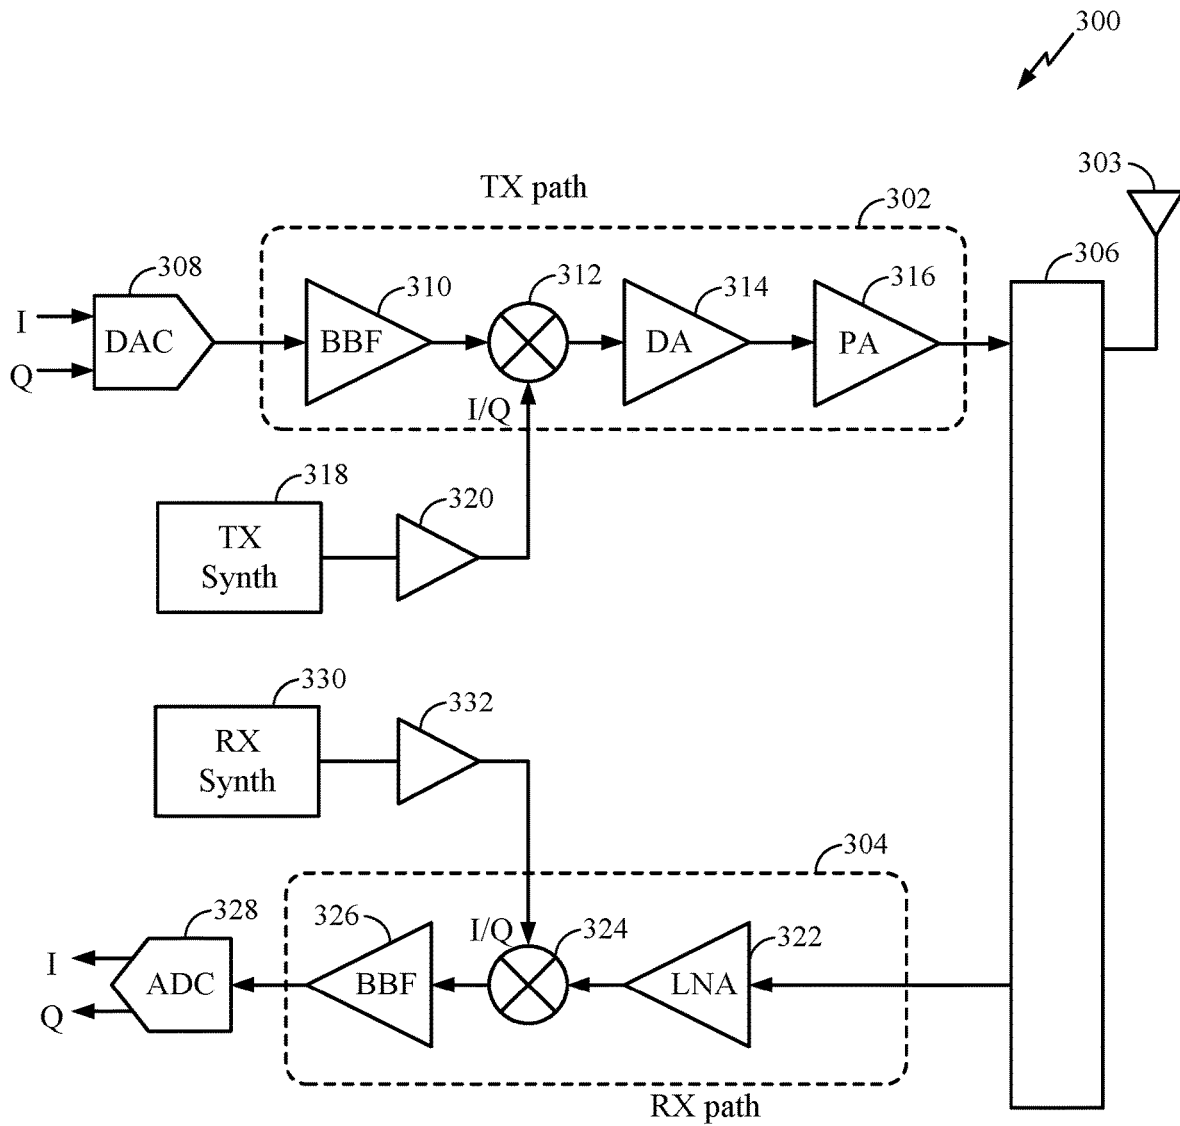 300
303
TX path
302
308
306
310
312
314
316
I
DAC
BBF
DA
PA
Q
I/Q
318
320
TX
Synth
330
332
RX
Synth
304
328
326
I/Q
324
322
I
ADC
BBF
LNA
Q
RX path